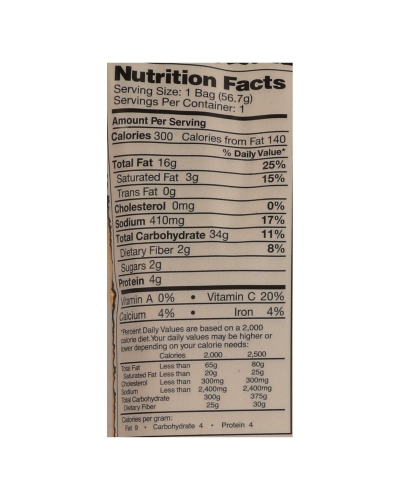 Nutrition Facts
Serving Size: 1 Bag (56.7g)
Servings Per Container: 1
Amount Per Serving
Calories 300 Calories from Fat 140
% Daily Value*
Total Fat 16g 25%
Saturated Fat 3g 15%
Trans Fat 0g
Cholesterol 0mg 0%
Sodium 410mg 17%
Total Carbohydrate 34g 11%
Dietary Fiber 2g 8%
Sugars 2g
Protein 4g
Vitamin A 0% • Vitamin C 20%
Calcium 4% • Iron 4%
*Percent Daily Values are based on a 2,000
calorie diet. Your daily values may be higher or
lower depending on your calorie needs:
Calories 2,000 2,500
Total Fat Less than 65g 80g
Saturated Fat Less than 20g 25g
Cholesterol Less than 300mg 300mg
Sodium Less than 2,400mg 2,400mg
Total Carbohydrate 300g 375g
Dietary Fiber 25g 30g
Calories per gram:
Fat 9 • Carbohydrate 4 • Protein 4